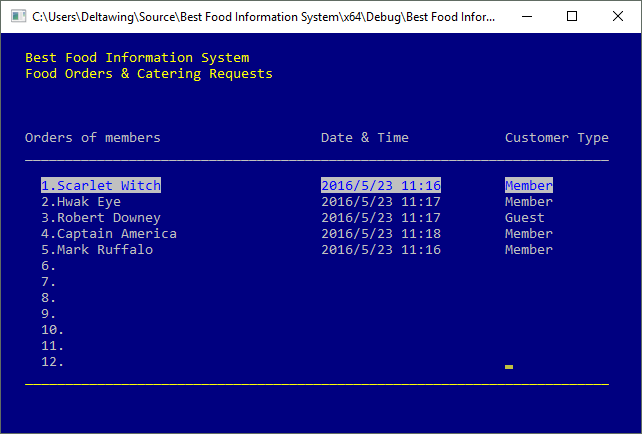 C:\Users\Deltawing\Source\Best Food Information System\x64\Debug\Best Food Infor...
Best Food Information System
Food Orders & Catering Requests
Orders of members Date & Time Customer Type
1.Scarlet Witch 2016/5/23 11:16 Member
2.Hwak Eye 2016/5/23 11:17 Member
3.Robert Downey 2016/5/23 11:17 Guest
4.Captain America 2016/5/23 11:18 Member
5.Mark Ruffalo 2016/5/23 11:16 Member
6.
7.
8.
9.
10.
11.
12.